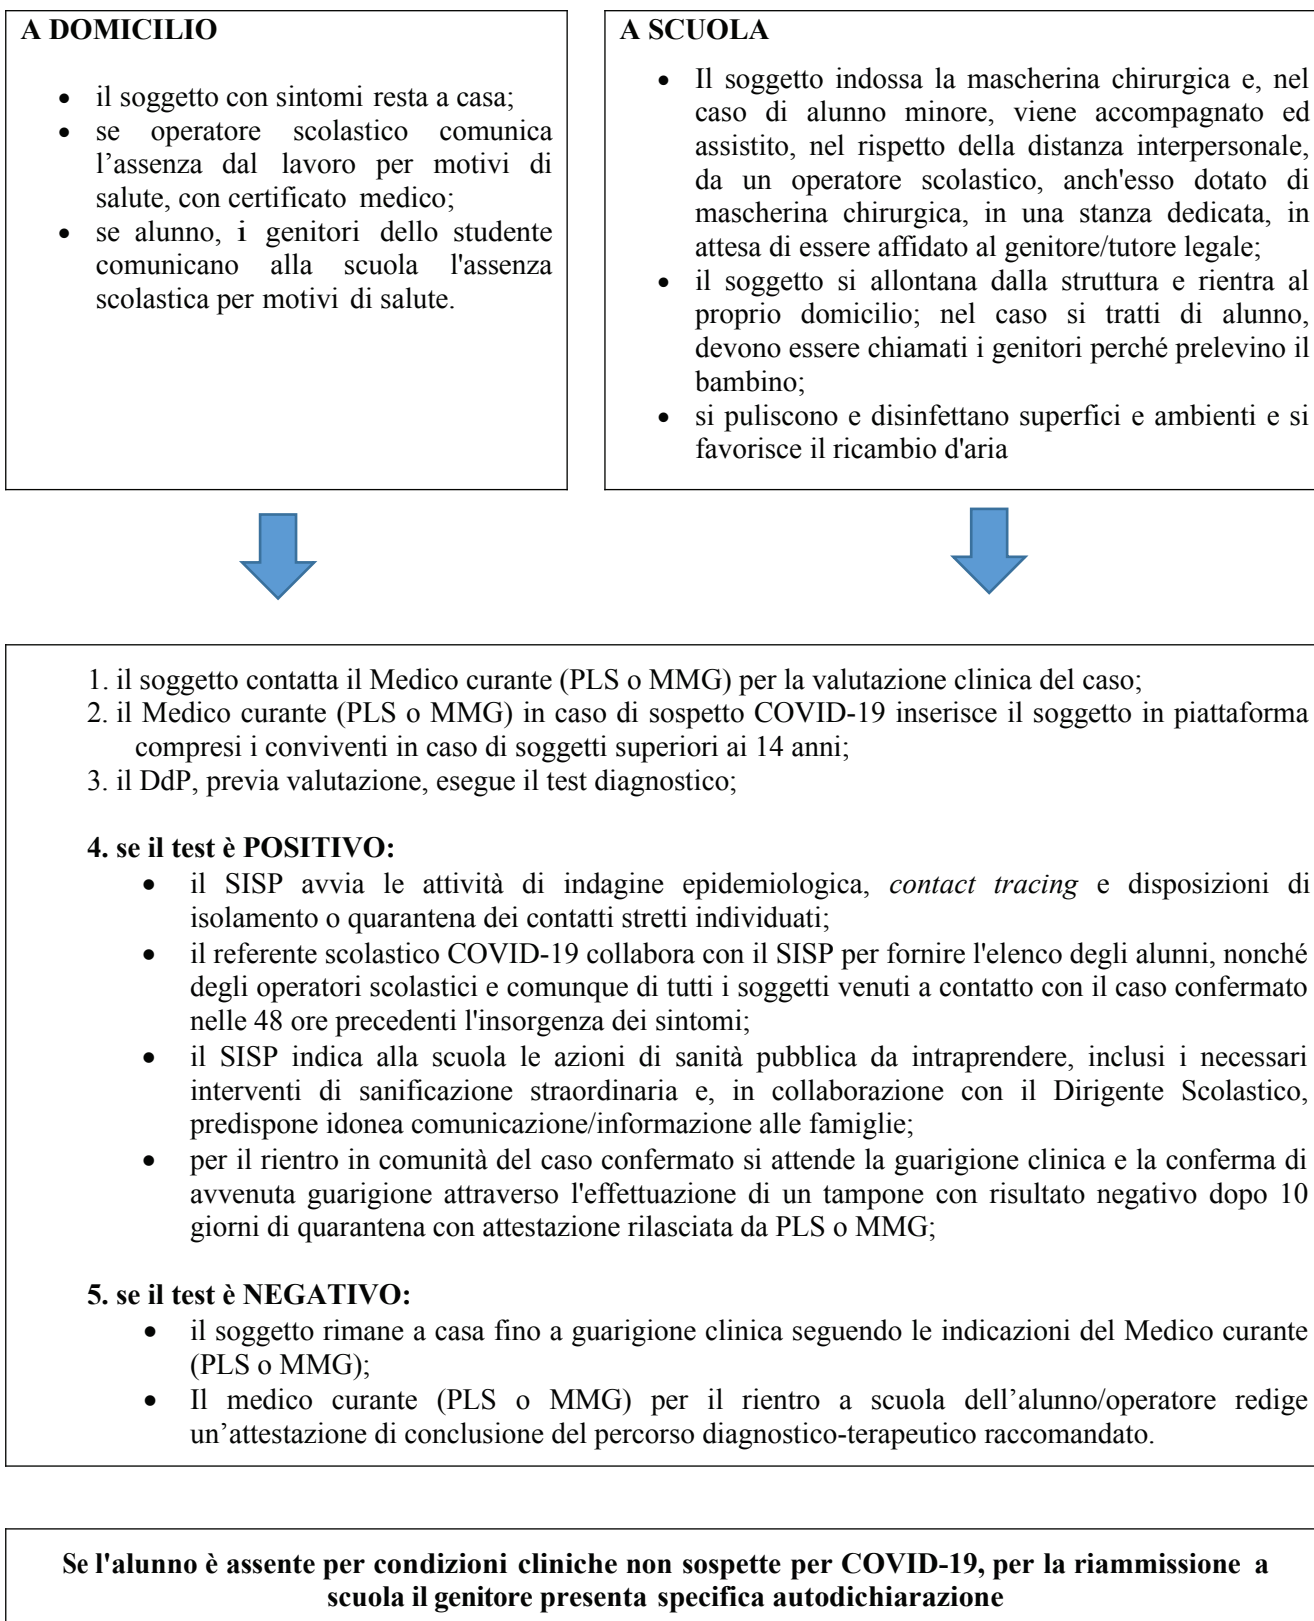 A DOMICILIO
• il soggetto con sintomi resta a casa;
• se operatore scolastico comunica
l’assenza dal lavoro per motivi di
salute, con certificato medico;
• se alunno, i genitori dello studente
comunicano alla scuola l'assenza
scolastica per motivi di salute.
A SCUOLA
• Il soggetto indossa la mascherina chirurgica e, nel
caso di alunno minore, viene accompagnato ed
assistito, nel rispetto della distanza interpersonale,
da un operatore scolastico, anch'esso dotato di
mascherina chirurgica, in una stanza dedicata, in
attesa di essere affidato al genitore/tutore legale;
• il soggetto si allontana dalla struttura e rientra al
proprio domicilio; nel caso si tratti di alunno,
devono essere chiamati i genitori perché prelevino il
bambino;
• si puliscono e disinfettano superfici e ambienti e si
favorisce il ricambio d'aria
1. il soggetto contatta il Medico curante (PLS o MMG) per la valutazione clinica del caso;
2. il Medico curante (PLS o MMG) in caso di sospetto COVID-19 inserisce il soggetto in piattaforma
compresi i conviventi in caso di soggetti superiori ai 14 anni;
3. il DdP, previa valutazione, esegue il test diagnostico;
4. se il test è POSITIVO:
• il SISP avvia le attività di indagine epidemiologica, contact tracing e disposizioni di
isolamento o quarantena dei contatti stretti individuati;
• il referente scolastico COVID-19 collabora con il SISP per fornire l'elenco degli alunni, nonché
degli operatori scolastici e comunque di tutti i soggetti venuti a contatto con il caso confermato
nelle 48 ore precedenti l'insorgenza dei sintomi;
• il SISP indica alla scuola le azioni di sanità pubblica da intraprendere, inclusi i necessari
interventi di sanificazione straordinaria e, in collaborazione con il Dirigente Scolastico,
predispone idonea comunicazione/informazione alle famiglie;
• per il rientro in comunità del caso confermato si attende la guarigione clinica e la conferma di
avvenuta guarigione attraverso l'effettuazione di un tampone con risultato negativo dopo 10
giorni di quarantena con attestazione rilasciata da PLS o MMG;
5. se il test è NEGATIVO:
• il soggetto rimane a casa fino a guarigione clinica seguendo le indicazioni del Medico curante
(PLS o MMG);
• Il medico curante (PLS o MMG) per il rientro a scuola dell’alunno/operatore redige
un’attestazione di conclusione del percorso diagnostico-terapeutico raccomandato.
Se l'alunno è assente per condizioni cliniche non sospette per COVID-19, per la riammissione a
scuola il genitore presenta specifica autodichiarazione